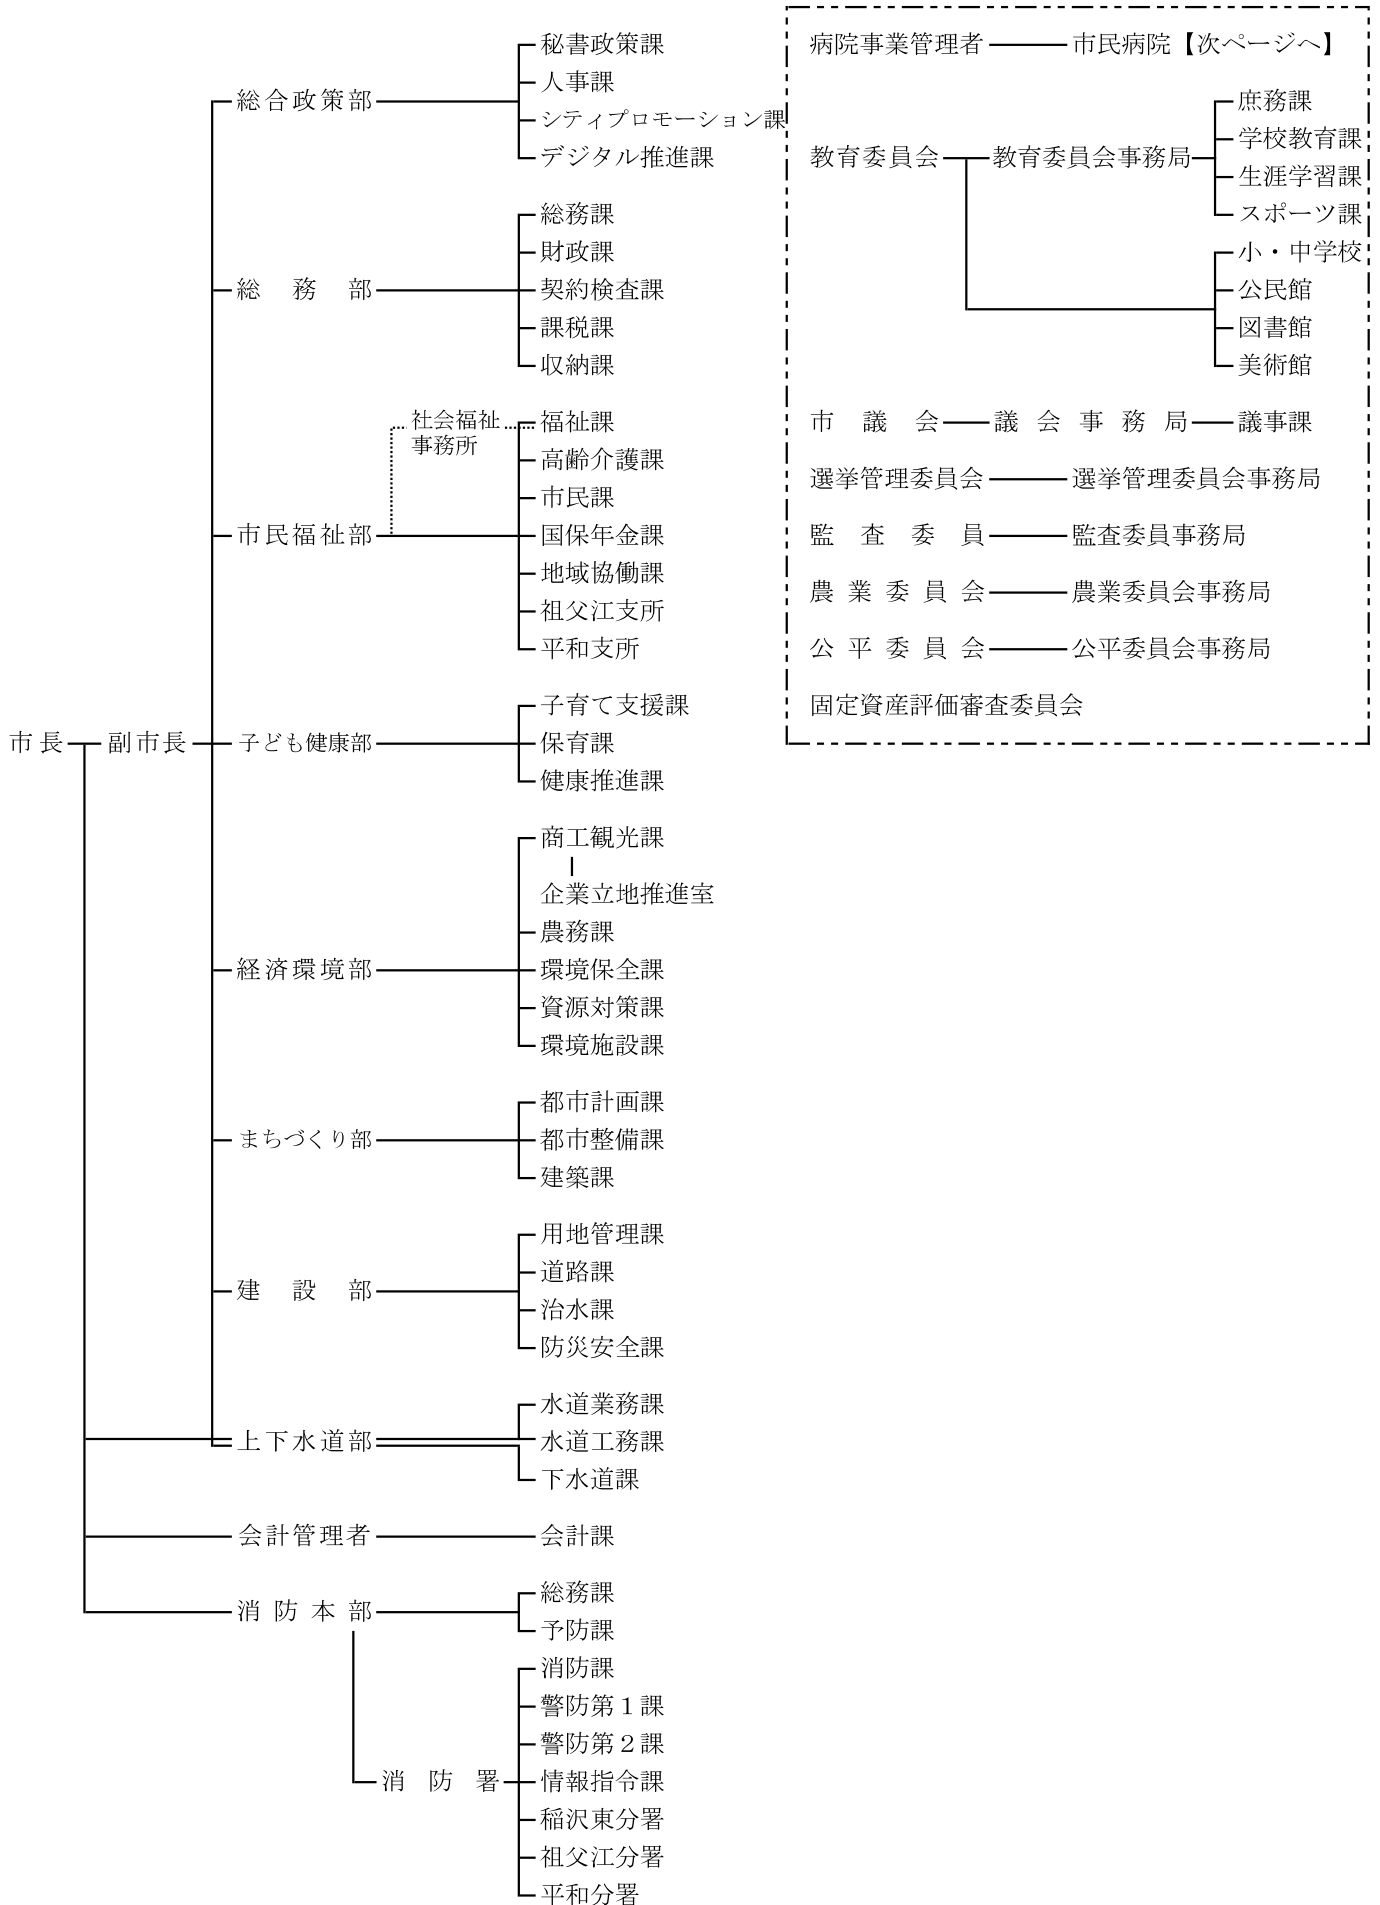 市長
副市長
総合政策部
秘書政策課
人事課
シティプロモーション課
デジタル推進課
総務部
総務課
財政課
契約検査課
課税課
収納課
市民福祉部
社会福祉
事務所
福祉課
高齢介護課
市民課
国保年金課
地域協働課
祖父江支所
平和支所
子ども健康部
子育て支援課
保育課
健康推進課
経済環境部
商工観光課
企業立地推進室
農務課
環境保全課
資源対策課
環境施設課
まちづくり部
都市計画課
都市整備課
建築課
建設部
用地管理課
道路課
治水課
防災安全課
上下水道部
水道業務課
水道工務課
下水道課
会計管理者
会計課
消防本部
総務課
予防課
消防署
消防課
警防第１課
警防第２課
情報指令課
稲沢東分署
祖父江分署
平和分署
病院事業管理者
市民病院【次ページへ】
教育委員会
教育委員会事務局
庶務課
学校教育課
生涯学習課
スポーツ課
小・中学校
公民館
図書館
美術館
市議会
議会事務局
議事課
選挙管理委員会
選挙管理委員会事務局
監査委員
監査委員事務局
農業委員会
農業委員会事務局
公平委員会
公平委員会事務局
固定資産評価審査委員会